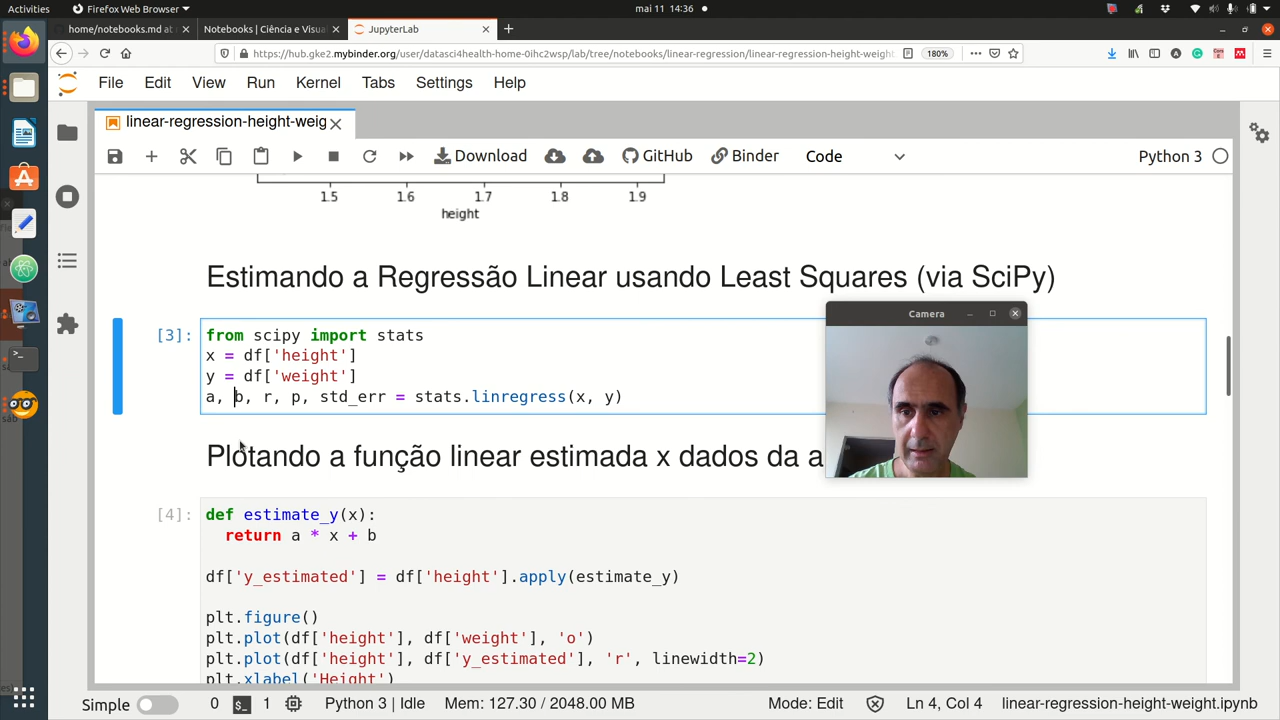 Activities
Firefox Web Browser
mai 11 14:36
home/notebooks.md at
Notebooks | Ciência e Visua
JupyterLab
https://hub.gke2.mybinder.org/user/datasci4health-home-0ihc2wsp/lab/tree/notebooks/linear-regression/linear-regression-height-weight
180%
File Edit View Run Kernel Tabs Settings Help
linear-regression-height-weig
Download GitHub Binder Code Python 3
1.5 1.6 1.7 1.8 1.9
height
Estimando a Regressão Linear usando Least Squares (via SciPy)
Camera
[3]: from scipy import stats
x = df['height']
y = df['weight']
a, b, r, p, std_err = stats.linregress(x, y)
Plotando a função linear estimada x dados da a
[4]: def estimate_y(x):
return a * x + b
df['y_estimated'] = df['height'].apply(estimate_y)
plt.figure()
plt.plot(df['height'], df['weight'], 'o')
plt.plot(df['height'], df['y_estimated'], 'r', linewidth=2)
plt.xlabel('Height')
Simple 0 1 Python 3 | Idle Mem: 127.30 / 2048.00 MB Mode: Edit Ln 4, Col 4 linear-regression-height-weight.ipynb